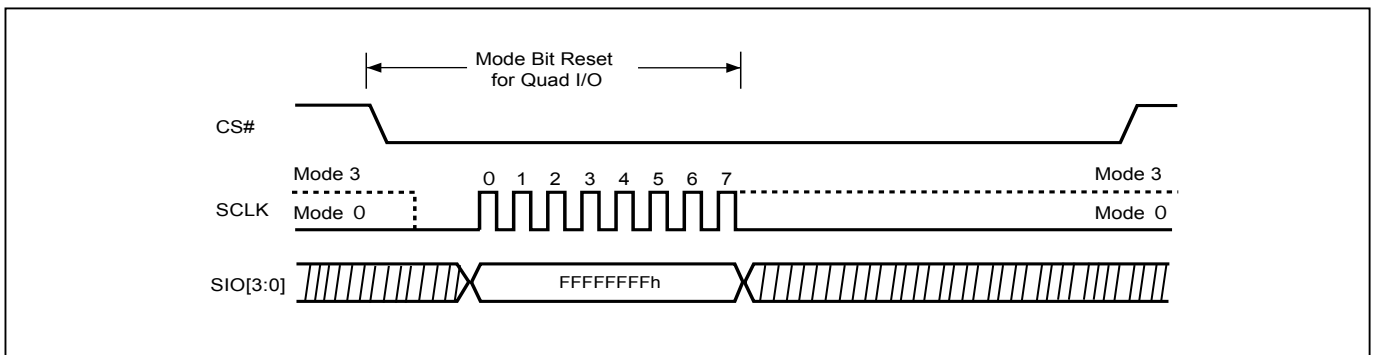 Mode Bit Reset
for Quad I/O
CS#
Mode 3
0 1 2 3 4 5 6 7
Mode 3
SCLK
Mode 0
Mode 0
SIO[3:0]
FFFFFFFFh